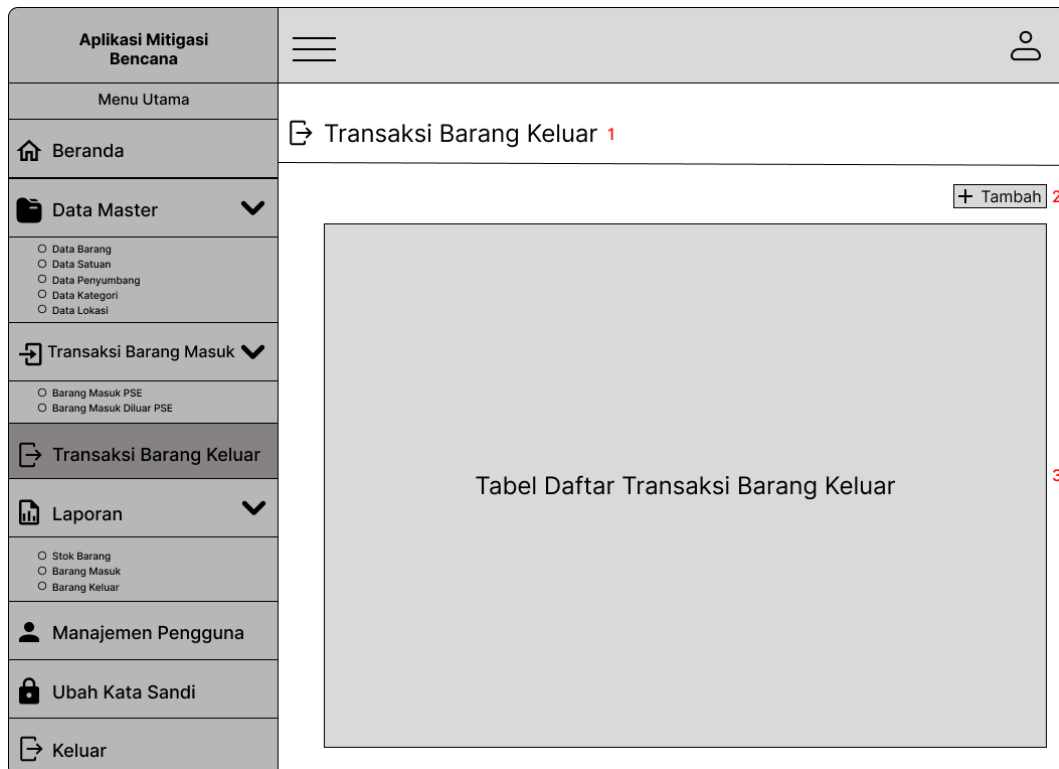 Aplikasi Mitigasi
Bencana
Menu Utama
Beranda
Data Master
Data Barang
Data Satuan
Data Penyumbang
Data Kategori
Data Lokasi
Transaksi Barang Masuk
Barang Masuk PSE
Barang Masuk Diluar PSE
Transaksi Barang Keluar
Laporan
Stok Barang
Barang Masuk
Barang Keluar
Manajemen Pengguna
Ubah Kata Sandi
Keluar
Transaksi Barang Keluar 1
+ Tambah 2
Tabel Daftar Transaksi Barang Keluar
3